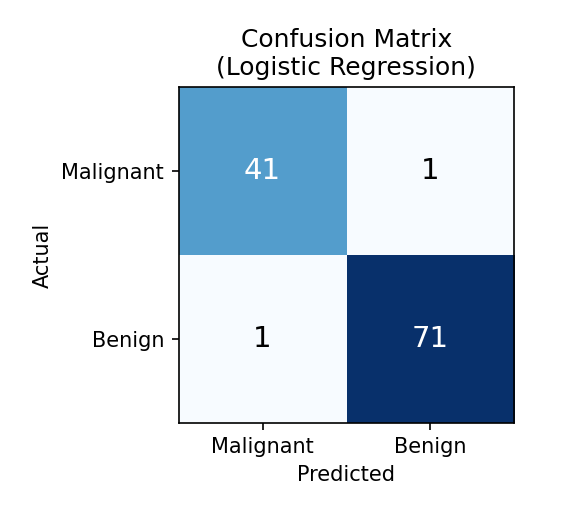 Confusion Matrix
(Logistic Regression)
Actual
Malignant
41
1
Benign
1
71
Malignant
Benign
Predicted